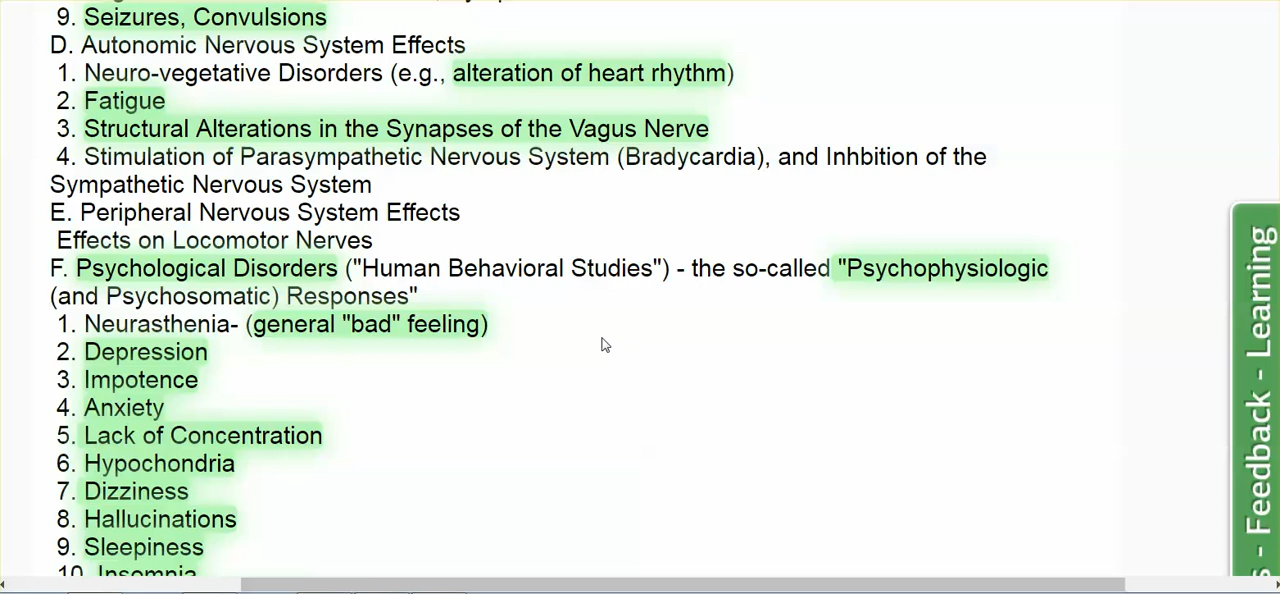 9. Seizures, Convulsions
D. Autonomic Nervous System Effects
1. Neuro-vegetative Disorders (e.g., alteration of heart rhythm)
2. Fatigue
3. Structural Alterations in the Synapses of the Vagus Nerve
4. Stimulation of Parasympathetic Nervous System (Bradycardia), and Inhbition of the
Sympathetic Nervous System
E. Peripheral Nervous System Effects
Effects on Locomotor Nerves
F. Psychological Disorders ("Human Behavioral Studies") - the so-called "Psychophysiologic
(and Psychosomatic) Responses"
1. Neurasthenia- (general "bad" feeling)
2. Depression
3. Impotence
4. Anxiety
5. Lack of Concentration
6. Hypochondria
7. Dizziness
8. Hallucinations
9. Sleepiness
10. Insomnia
- Feedback - Learning